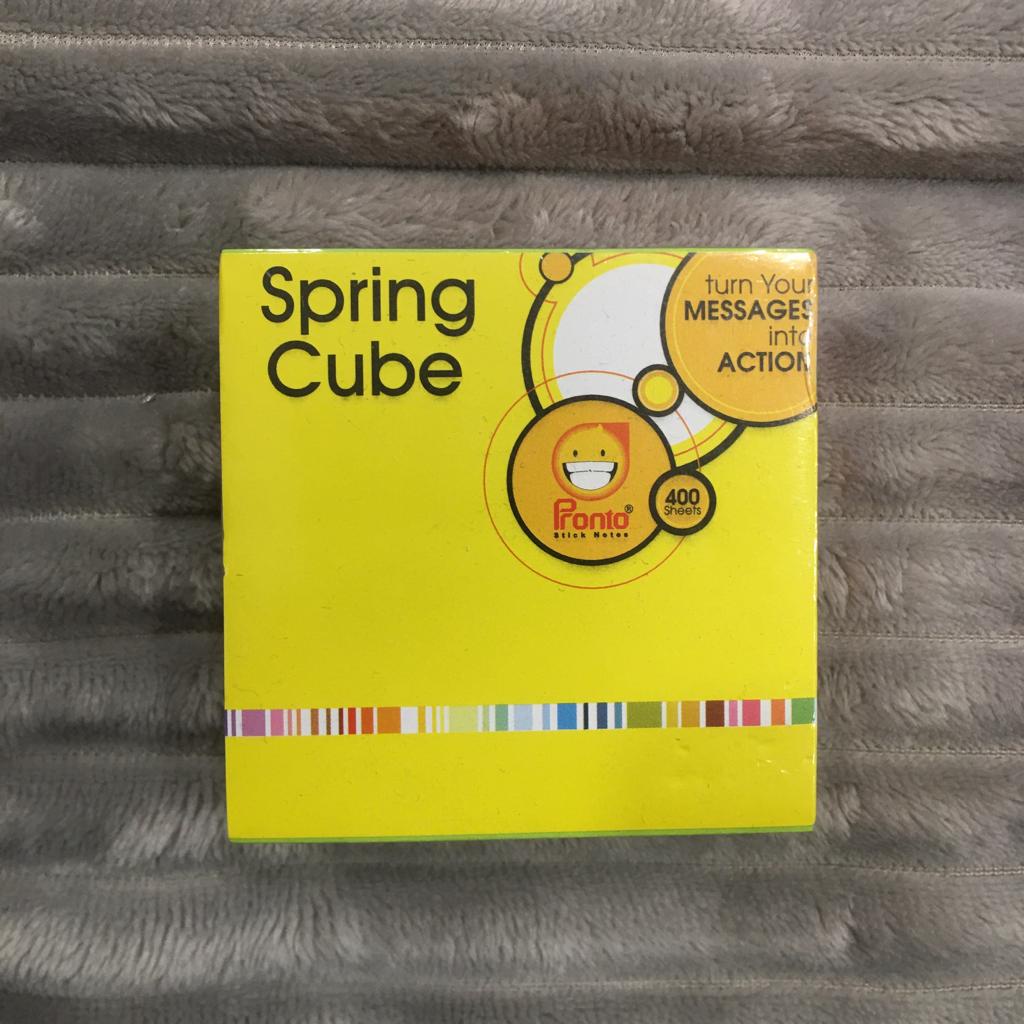 Spring
Cube
turn Your
MESSAGES
into
ACTION
Pronto®
Stick Notes
400
Sheets